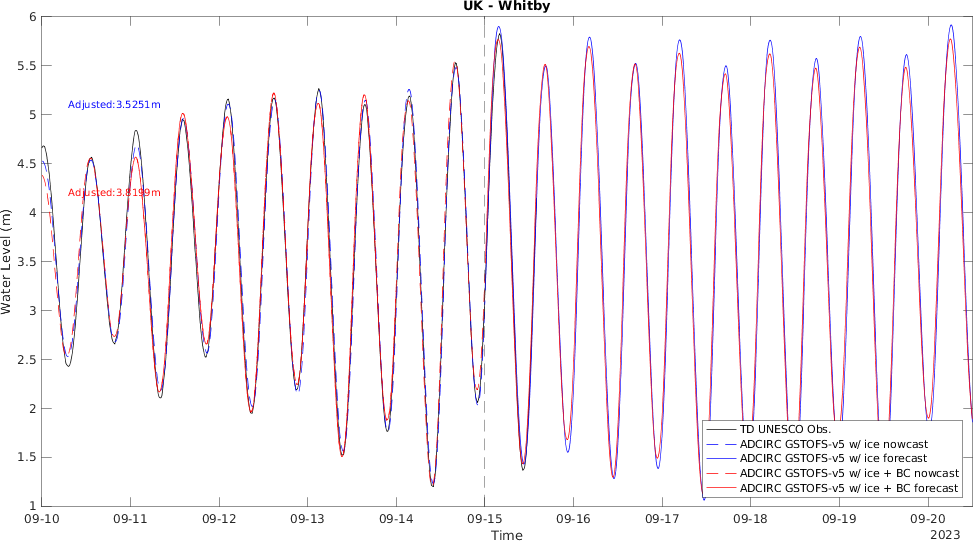 UK - Whitby
6
5.5
5
4.5
4
3.5
3
2.5
2
1.5
1
Water Level (m)
Adjusted:3.5251m
Adjusted:3.8199m
TD UNESCO Obs.
ADCIRC GSTOFS-v5 w/ ice nowcast
ADCIRC GSTOFS-v5 w/ ice forecast
ADCIRC GSTOFS-v5 w/ ice + BC nowcast
ADCIRC GSTOFS-v5 w/ ice + BC forecast
09-10 09-11 09-12 09-13 09-14 09-15 09-16 09-17 09-18 09-19 09-20
Time
2023